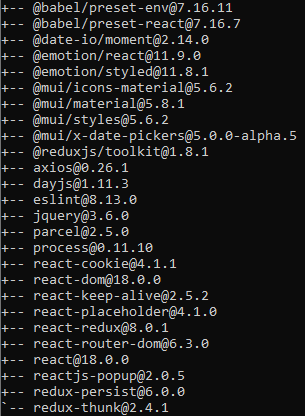 +-- @babel/preset-env@7.16.11
+-- @babel/preset-react@7.16.7
+-- @date-io/moment@2.14.0
+-- @emotion/react@11.9.0
+-- @emotion/styled@11.8.1
+-- @mui/icons-material@5.6.2
+-- @mui/material@5.8.1
+-- @mui/styles@5.6.2
+-- @mui/x-date-pickers@5.0.0-alpha.5
+-- @reduxjs/toolkit@1.8.1
+-- axios@0.26.1
+-- dayjs@1.11.3
+-- eslint@8.13.0
+-- jquery@3.6.0
+-- parcel@2.5.0
+-- process@0.11.10
+-- react-cookie@4.1.1
+-- react-dom@18.0.0
+-- react-keep-alive@2.5.2
+-- react-placeholder@4.1.0
+-- react-redux@8.0.1
+-- react-router-dom@6.3.0
+-- react@18.0.0
+-- reactjs-popup@2.0.5
+-- redux-persist@6.0.0
`-- redux-thunk@2.4.1